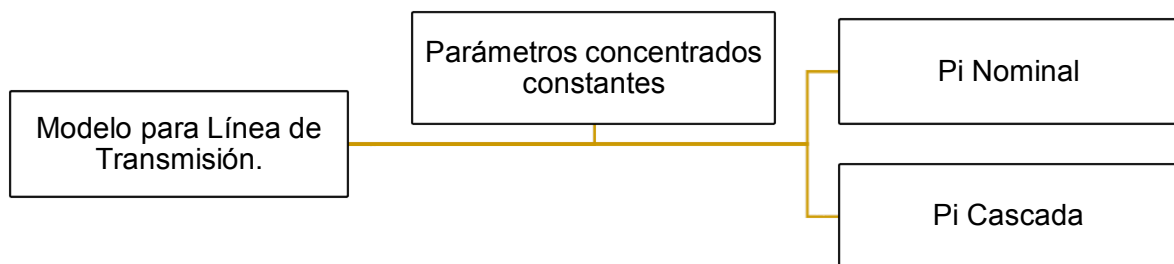 Modelo para Línea de
Transmisión.
Parámetros concentrados
constantes
Pi Nominal
Pi Cascada